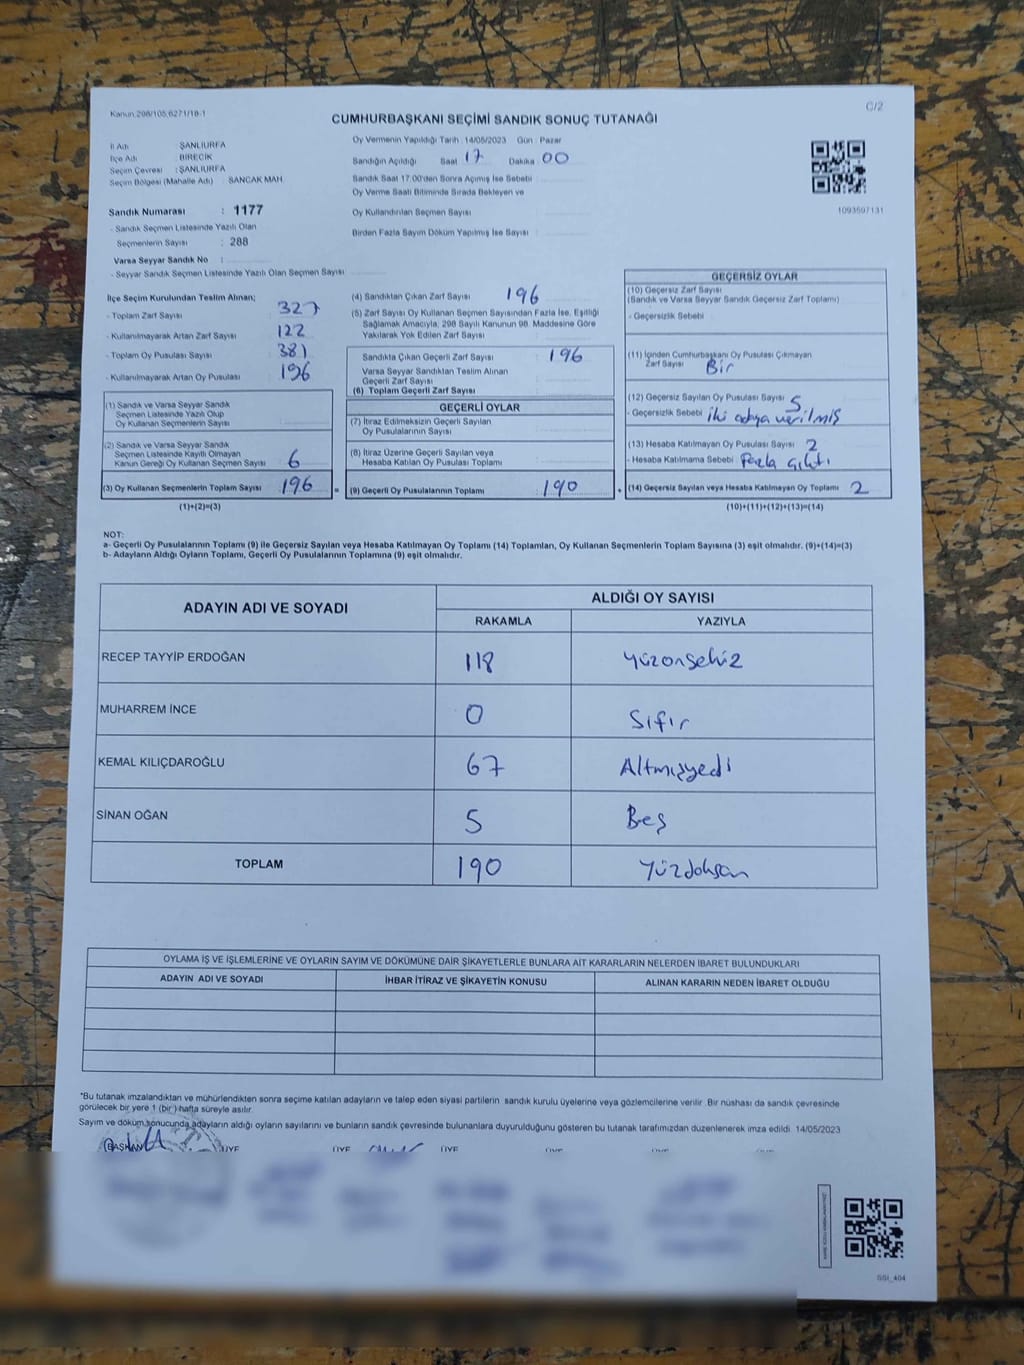 Kanun:298/105;6271/18-1
C/2
CUMHURBAŞKANI SEÇİMİ SANDIK SONUÇ TUTANAĞI
İl Adı : ŞANLIURFA
İlçe Adı : BİRECİK
Seçim Çevresi : ŞANLIURFA
Seçim Bölgesi (Mahalle Adı) : SANCAK MAH.
Oy Vermenin Yapıldığı Tarih :14/05/2023 Gün : Pazar
Sandığın Açıldığı Saat 17 Dakika 00
Sandık Saat 17.00'den Sonra Açımış İse Sebebi
Oy Verme Saati Bitiminde Sırada Bekleyen ve
Oy Kullandırılan Seçmen Sayısı :
Birden Fazla Sayım Döküm Yapılmış İse Sayısı :
1093597131
Sandık Numarası : 1177
- Sandık Seçmen Listesinde Yazılı Olan
Seçmenlerin Sayısı : 288
Varsa Seyyar Sandık No :
- Seyyar Sandık Seçmen Listesinde Yazılı Olan Seçmen Sayısı
İlçe Seçim Kurulundan Teslim Alınan;
- Toplam Zarf Sayısı : 327
- Kullanılmayarak Artan Zarf Sayısı : 122
- Toplam Oy Pusulası Sayısı : 381
- Kullanılmayarak Artan Oy Pusulası : 196
(1) Sandık ve Varsa Seyyar Sandık
Seçmen Listesinde Yazılı Olup
Oy Kullanan Seçmenlerin Sayısı :
(2) Sandık ve Varsa Seyyar Sandık
Seçmen Listesinde Kayıtlı Olmayan
Kanun Gereği Oy Kullanan Seçmen Sayısı : 6
(3) Oy Kullanan Seçmenlerin Toplam Sayısı : 196
(1)+(2)=(3)
(4) Sandıktan Çıkan Zarf Sayısı : 196
(5) Zarf Sayısı Oy Kullanan Seçmen Sayısından Fazla İse, Eşitliği
Sağlamak Amacıyla, 298 Sayılı Kanunun 98. Maddesine Göre
Yakılarak Yok Edilen Zarf Sayısı :
Sandıkta Çıkan Geçerli Zarf Sayısı : 196
Varsa Seyyar Sandıktan Teslim Alınan
Geçerli Zarf Sayısı :
(6) Toplam Geçerli Zarf Sayısı
GEÇERLİ OYLAR
(7) İtiraz Edilmeksizin Geçerli Sayılan
Oy Pusulalarının Sayısı :
(8) İtiraz Üzerine Geçerli Sayılan veya
Hesaba Katılan Oy Pusulası Toplamı :
= (9) Geçerli Oy Pusulalarının Toplamı : 190 +
GEÇERSİZ OYLAR
(10) Geçersiz Zarf Sayısı
(Sandık ve Varsa Seyyar Sandık Geçersiz Zarf Toplamı)
- Geçersizlik Sebebi :
(11) İçinden Cumhurbaşkanı Oy Pusulası Çıkmayan
Zarf Sayısı : Bir
(12) Geçersiz Sayılan Oy Pusulası Sayısı : 5
- Geçersizlik Sebebi : iki adaya verilmiş
(13) Hesaba Katılmayan Oy Pusulası Sayısı : 2
- Hesaba Katılmama Sebebi : Fazla çıktı
(14) Geçersiz Sayılan veya Hesaba Katılmayan Oy Toplamı : 2
(10)+(11)+(12)+(13)=(14)
NOT:
a- Geçerli Oy Pusulalarının Toplamı (9) ile Geçersiz Sayılan veya Hesaba Katılmayan Oy Toplamı (14) Toplamları, Oy Kullanan Seçmenlerin Toplam Sayısına (3) eşit olmalıdır. (9)+(14)=(3)
b- Adayların Aldığı Oyların Toplamı, Geçerli Oy Pusulalarının Toplamına (9) eşit olmalıdır.
ADAYIN ADI VE SOYADI ALDIĞI OY SAYISI
RAKAMLA YAZIYLA
RECEP TAYYİP ERDOĞAN 118 Yüzonsekiz
MUHARREM İNCE 0 Sıfır
KEMAL KILIÇDAROĞLU 67 Altmışyedi
SİNAN OĞAN 5 Beş
TOPLAM 190 Yüzdoksan
OYLAMA İŞ VE İŞLEMLERİNE VE OYLARIN SAYIM VE DÖKÜMÜNE DAİR ŞİKAYETLERLE BUNLARA AİT KARARLARIN NELERDEN İBARET BULUNDUKLARI
ADAYIN ADI VE SOYADI İHBAR İTİRAZ VE ŞİKAYETİN KONUSU ALINAN KARARIN NEDEN İBARET OLDUĞU
*Bu tutanak imzalandıktan ve mühürlendikten sonra seçime katılan adayların ve talep eden siyasi partilerin sandık kurulu üyelerine veya gözlemcilerine verilir. Bir nüshası da sandık çevresinde
görülecek bir yere 1 (bir ) hafta süreyle asılır.
Sayım ve döküm sonucunda adayların aldığı oyların sayılarını ve bunların sandık çevresinde bulunanlara duyurulduğunu gösteren bu tutanak tarafımızdan düzenlenerek imza edildi. 14/05/2023
BAŞKAN ÜYE ÜYE ÜYE
SSI_404